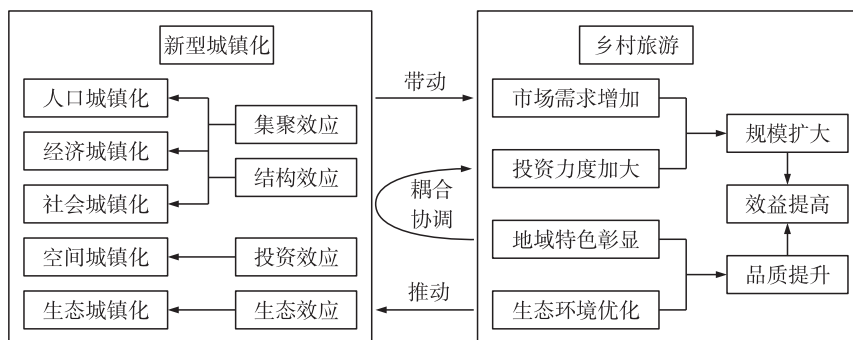 新型城镇化
人口城镇化
经济城镇化
社会城镇化
空间城镇化
生态城镇化
集聚效应
结构效应
投资效应
生态效应
带动
耦合
协调
推动
乡村旅游
市场需求增加
投资力度加大
地域特色彰显
生态环境优化
规模扩大
效益提高
品质提升